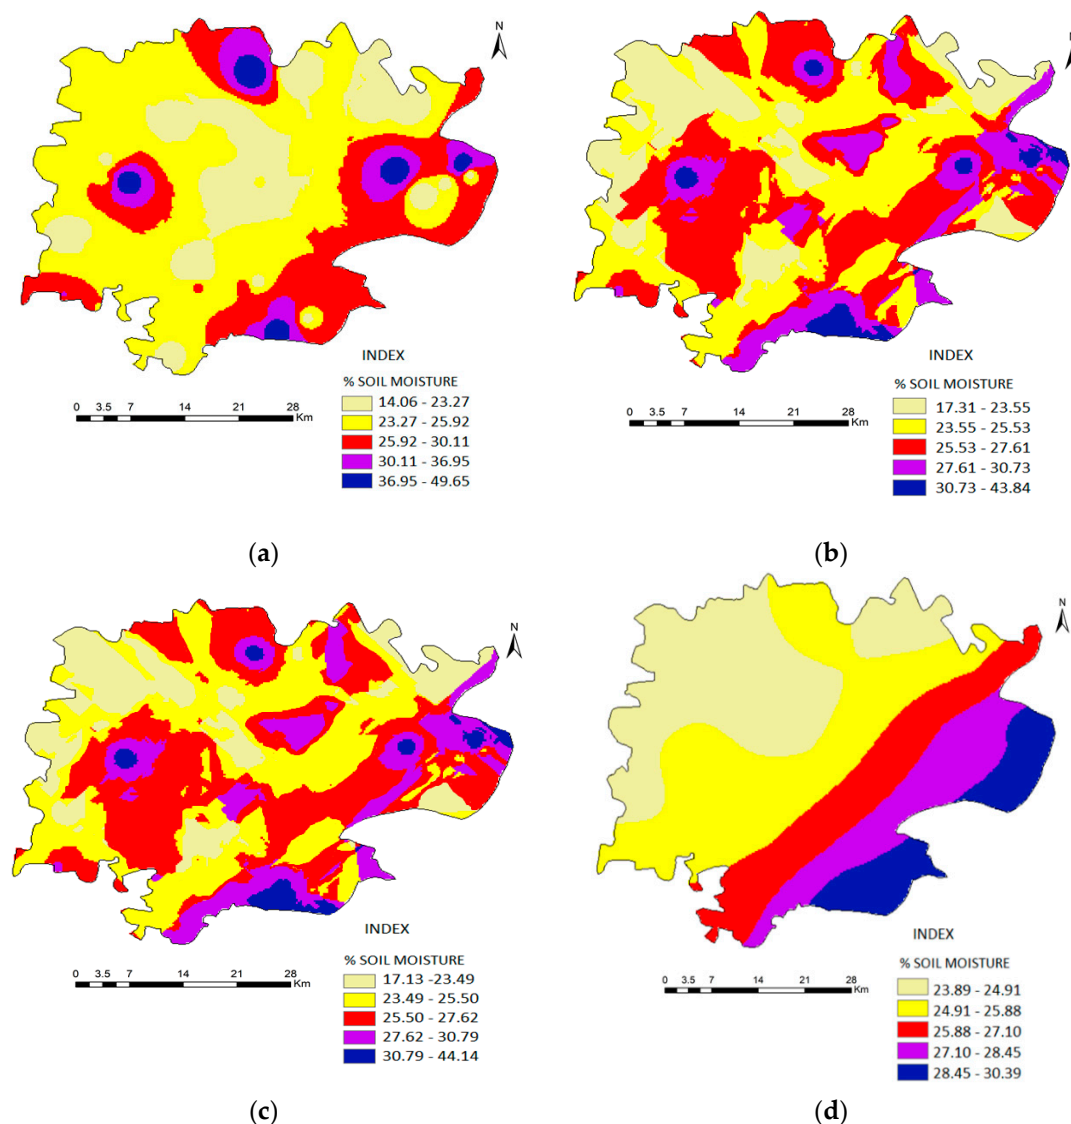 N
INDEX
% SOIL MOISTURE
14.06 - 23.27
23.27 - 25.92
25.92 - 30.11
30.11 - 36.95
36.95 - 49.65
0 3.5 7 14 21 28
Km
(a)
N
INDEX
% SOIL MOISTURE
17.31 - 23.55
23.55 - 25.53
25.53 - 27.61
27.61 - 30.73
30.73 - 43.84
0 3.5 7 14 21 28
Km
(b)
N
INDEX
% SOIL MOISTURE
17.13 -23.49
23.49 - 25.50
25.50 - 27.62
27.62 - 30.79
30.79 - 44.14
0 3.5 7 14 21 28
Km
(c)
N
INDEX
% SOIL MOISTURE
23.89 - 24.91
24.91 - 25.88
25.88 - 27.10
27.10 - 28.45
28.45 - 30.39
0 3.5 7 14 21 28
Km
(d)